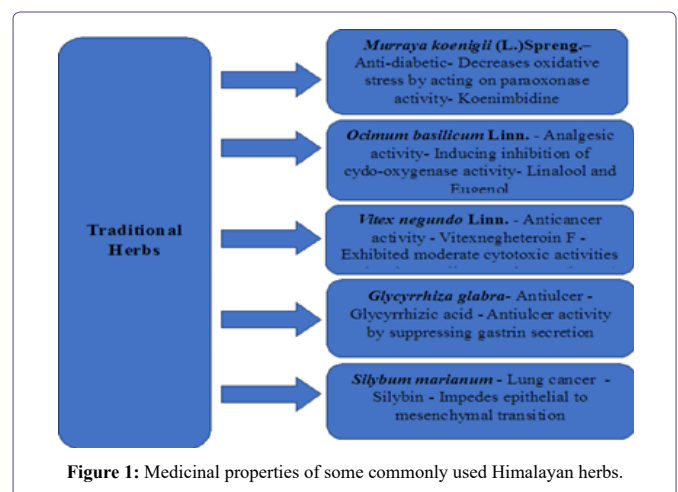 Traditional
Herbs
Murraya koenigii (L.)Spreng.–
Anti-diabetic- Decreases oxidative
stress by acting on paraoxonase
activity- Koenimbidine
Ocimum basilicum Linn. - Analgesic
activity- Inducing inhibition of
cydo-oxygenase activity- Linalool and
Eugenol
Vitex negundo Linn. - Anticancer
activity - Vitexnegheteroin F -
Exhibited moderate cytotoxic activities
Glycyrrhiza glabra- Antiulcer -
Glycyrrhizic acid - Antiulcer activity
by suppressing gastrin secretion
Silybum marianum - Lung cancer -
Silybin - Impedes epithelial to
mesenchymal transition
Figure 1: Medicinal properties of some commonly used Himalayan herbs.